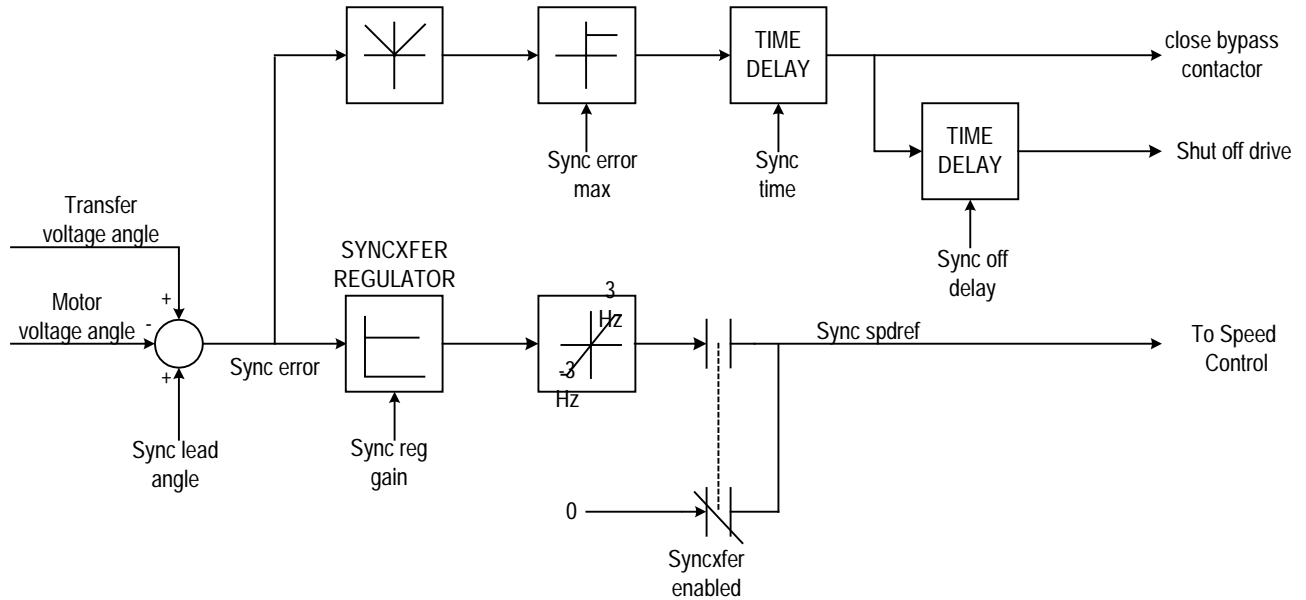 TIME
DELAY
close bypass
contactor
Sync error
max
Sync
time
TIME
DELAY
Shut off drive
Sync off
delay
Transfer
voltage angle
+
Motor
voltage angle
-
+
Sync lead
angle
Sync error
SYNCXFER
REGULATOR
Sync reg
gain
3
Hz
-3
Hz
Sync spdref
To Speed
Control
0
Syncxfer
enabled